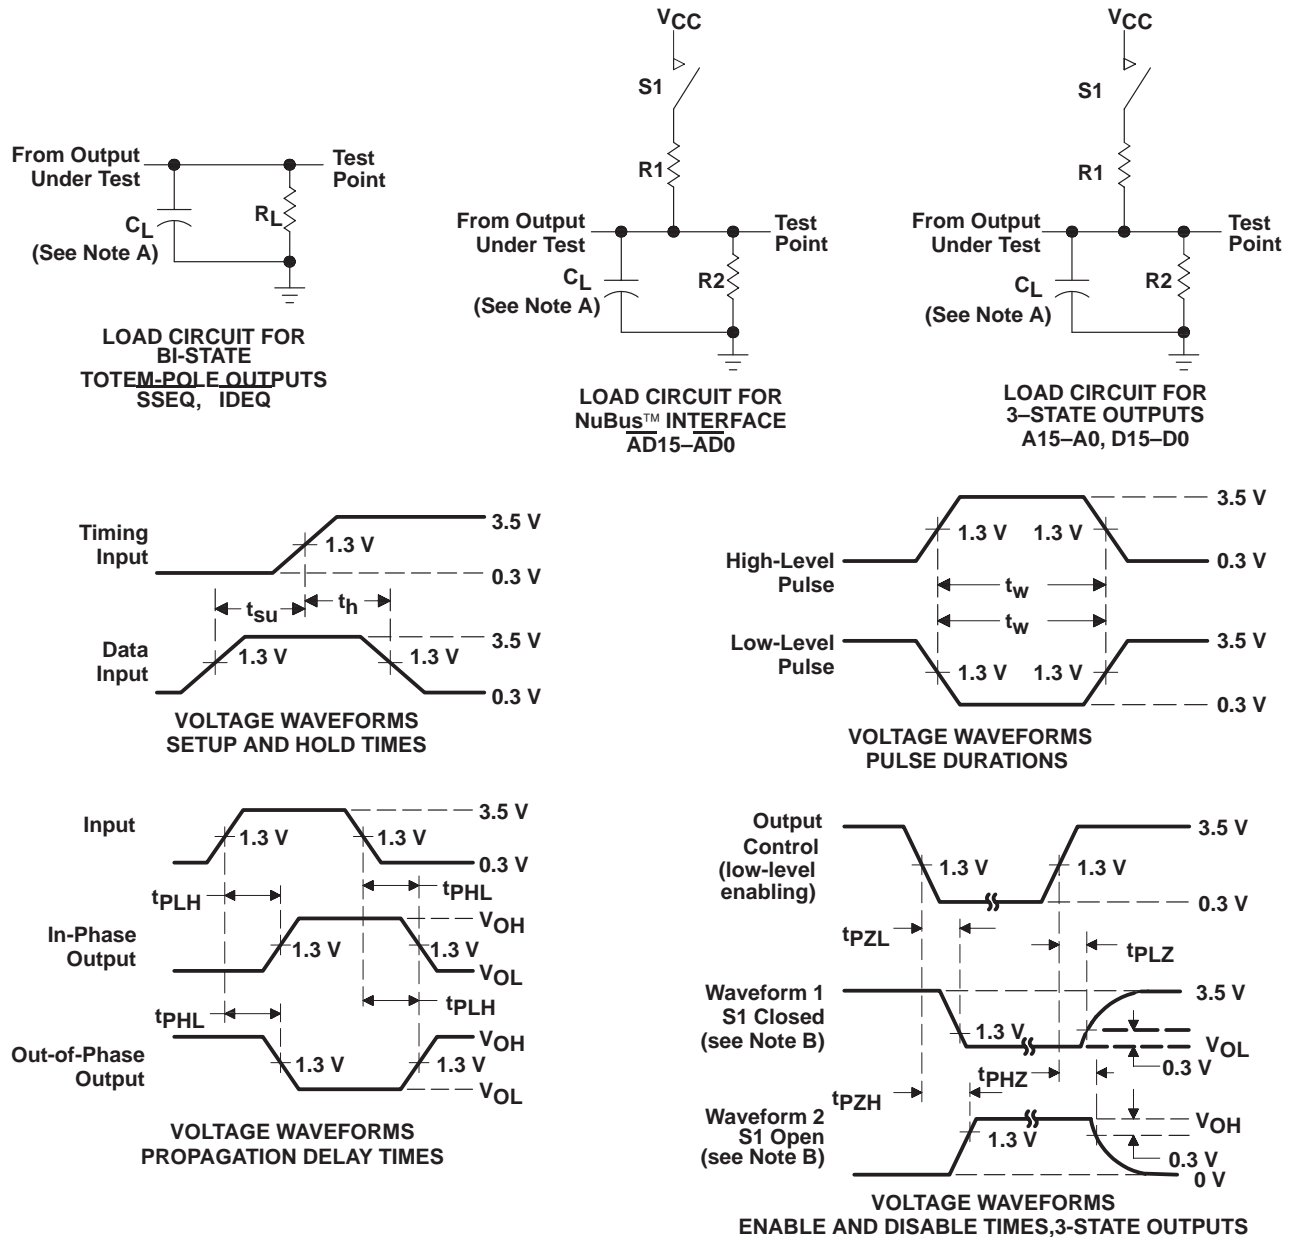 From Output
Under Test
Test
Point
CL
(See Note A)
RL
LOAD CIRCUIT FOR
BI-STATE
TOTEM-POLE OUTPUTS
SSEQ, IDEQ
VCC
S1
R1
From Output
Under Test
Test
Point
CL
(See Note A)
R2
LOAD CIRCUIT FOR
NuBus™ INTERFACE
AD15–AD0
VCC
S1
R1
From Output
Under Test
Test
Point
CL
(See Note A)
R2
LOAD CIRCUIT FOR
3–STATE OUTPUTS
A15–A0, D15–D0
Timing
Input
3.5 V
1.3 V
0.3 V
tsu
th
Data
Input
3.5 V
1.3 V
1.3 V
0.3 V
VOLTAGE WAVEFORMS
SETUP AND HOLD TIMES
High-Level
Pulse
3.5 V
1.3 V
1.3 V
0.3 V
tw
tw
Low-Level
Pulse
3.5 V
1.3 V
1.3 V
0.3 V
VOLTAGE WAVEFORMS
PULSE DURATIONS
Input
3.5 V
1.3 V
1.3 V
0.3 V
tPLH
tPHL
In-Phase
Output
VOH
1.3 V
1.3 V
VOL
tPHL
tPLH
Out-of-Phase
Output
VOH
1.3 V
1.3 V
VOL
VOLTAGE WAVEFORMS
PROPAGATION DELAY TIMES
Output
Control
(low-level
enabling)
3.5 V
1.3 V
1.3 V
0.3 V
tPZL
tPLZ
Waveform 1
S1 Closed
(see Note B)
3.5 V
1.3 V
VOL
0.3 V
tPHZ
tPZH
Waveform 2
S1 Open
(see Note B)
VOH
1.3 V
0.3 V
0 V
VOLTAGE WAVEFORMS
ENABLE AND DISABLE TIMES,3-STATE OUTPUTS